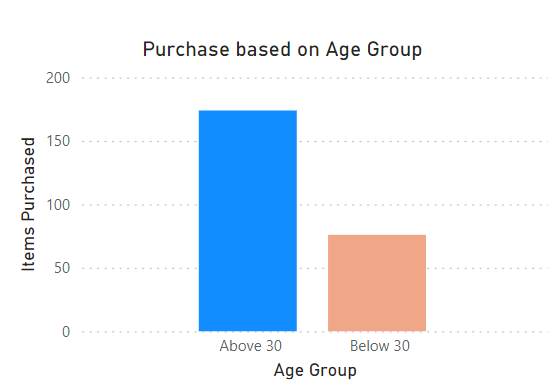 Purchase based on Age Group
200
150
100
50
0
Items Purchased
Above 30
Below 30
Age Group